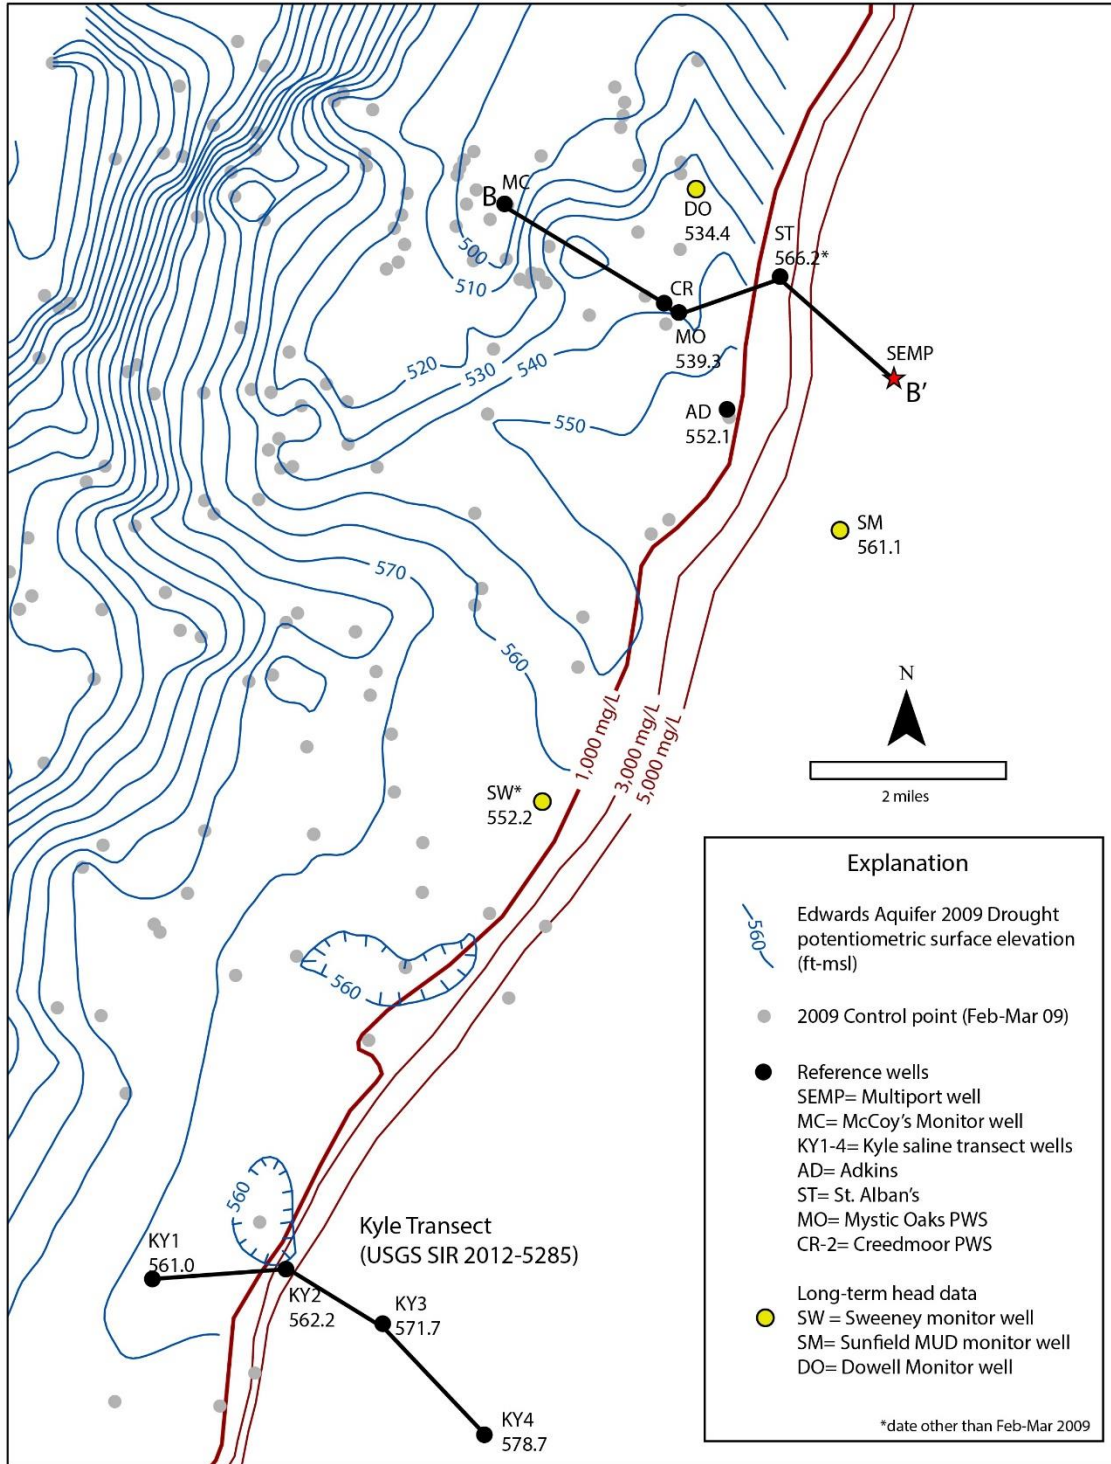 B
MC
DO
534.4
ST
566.2*
500
510
CR
MO
539.3
SEMP
B’
520
530
540
550
AD
552.1
SM
561.1
570
560
N
2 miles
1,000 mg/L
3,000 mg/L
5,000 mg/L
SW*
552.2
560
560
KY1
561.0
KY2
562.2
Kyle Transect
(USGS SIR 2012-5285)
KY3
571.7
KY4
578.7
Explanation
560
Edwards Aquifer 2009 Drought
potentiometric surface elevation
(ft-msl)
2009 Control point (Feb-Mar 09)
Reference wells
SEMP= Multiport well
MC= McCoy’s Monitor well
KY1-4= Kyle saline transect wells
AD= Adkins
ST= St. Alban’s
MO= Mystic Oaks PWS
CR-2= Creedmoor PWS
Long-term head data
SW = Sweeney monitor well
SM= Sunfield MUD monitor well
DO= Dowell Monitor well
*date other than Feb-Mar 2009